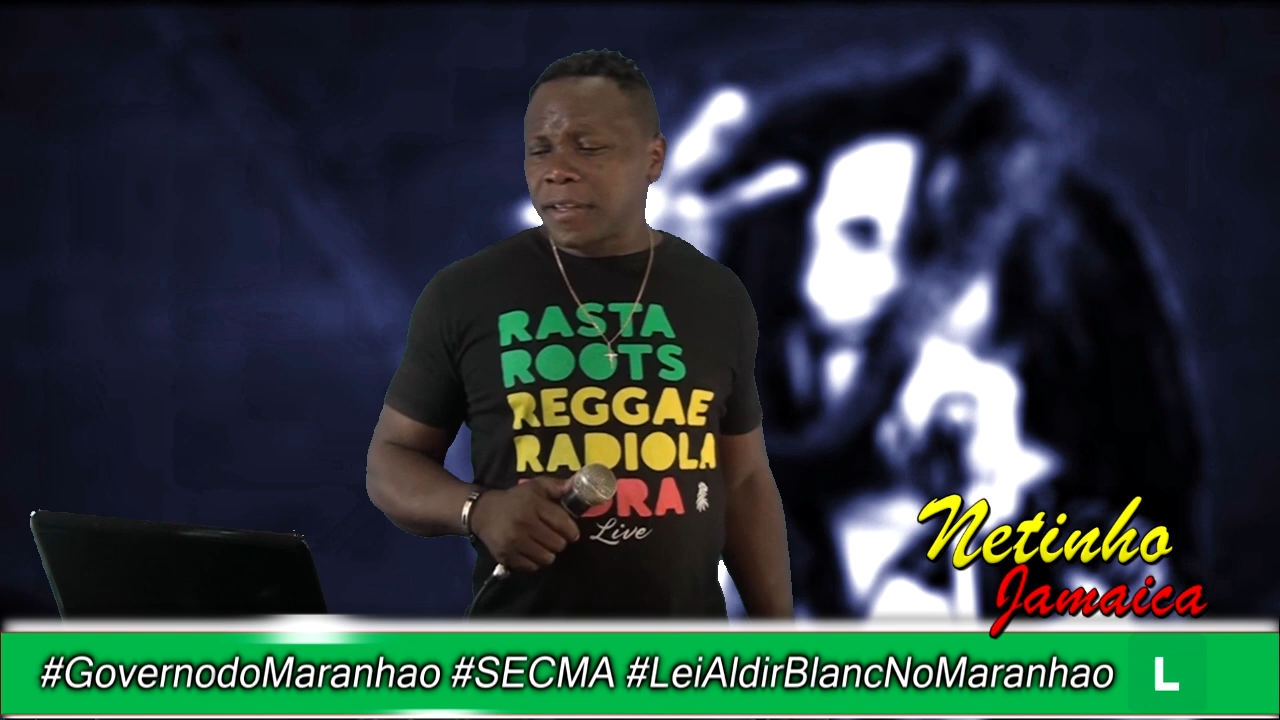 RASTA
ROOTS
REGGAE
RADIOLA
Live
Netinho
Jamaica
#GovernodoMaranhao #SECMA #LeiAldirBlancNoMaranhao L